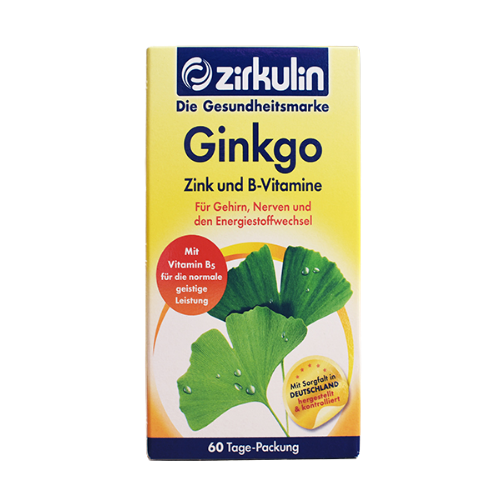 zirkulin
Die Gesundheitsmarke
Ginkgo
Zink und B-Vitamine
Für Gehirn, Nerven und
den Energiestoffwechsel
Mit
Vitamin B5
für die normale
geistige
Leistung
Mit Sorgfalt in
DEUTSCHLAND
hergestellt
& kontrolliert
60 Tage-Packung